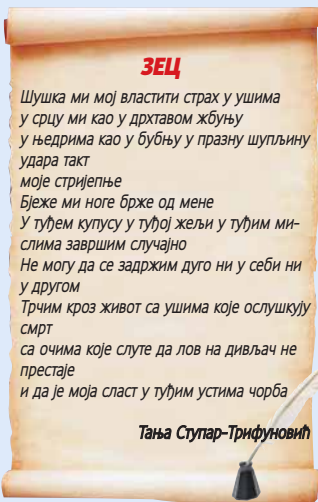 ЗЕЦ
Шушка ми мој властити страх у ушима
у срцу ми као у дрхтавом жбуњу
у њедрима као у бубњу у празну шупљину
удара такт
моје стријепње
Бјеже ми ноге брже од мене
У туђем купусу у туђој жељи у туђим ми-
слима завршим случајно
Не могу да се задржим дуго ни у себи ни
у другом
Трчим кроз живот са ушима које ослушкују
смрт
са очима које слуте да лов на дивљач не
престаје
и да је моја сласт у туђим устима чорба
Тања Ступар-Трифуновић